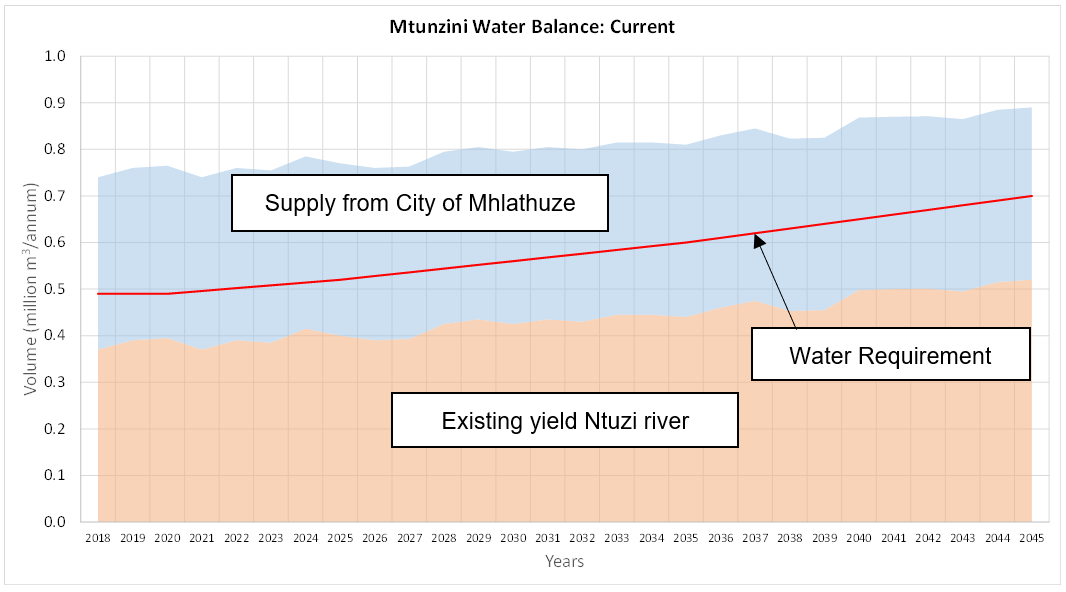 Mtunzini Water Balance: Current
1.0
0.9
0.8
0.7
0.6
0.5
0.4
0.3
0.2
0.1
0.0
Volume (million m³/annum)
Supply from City of Mhlathuze
Water Requirement
Existing yield Ntuzi river
2018 2019 2020 2021 2022 2023 2024 2025 2026 2027 2028 2029 2030 2031 2032 2033 2034 2035 2036 2037 2038 2039 2040 2041 2042 2043 2044 2045
Years